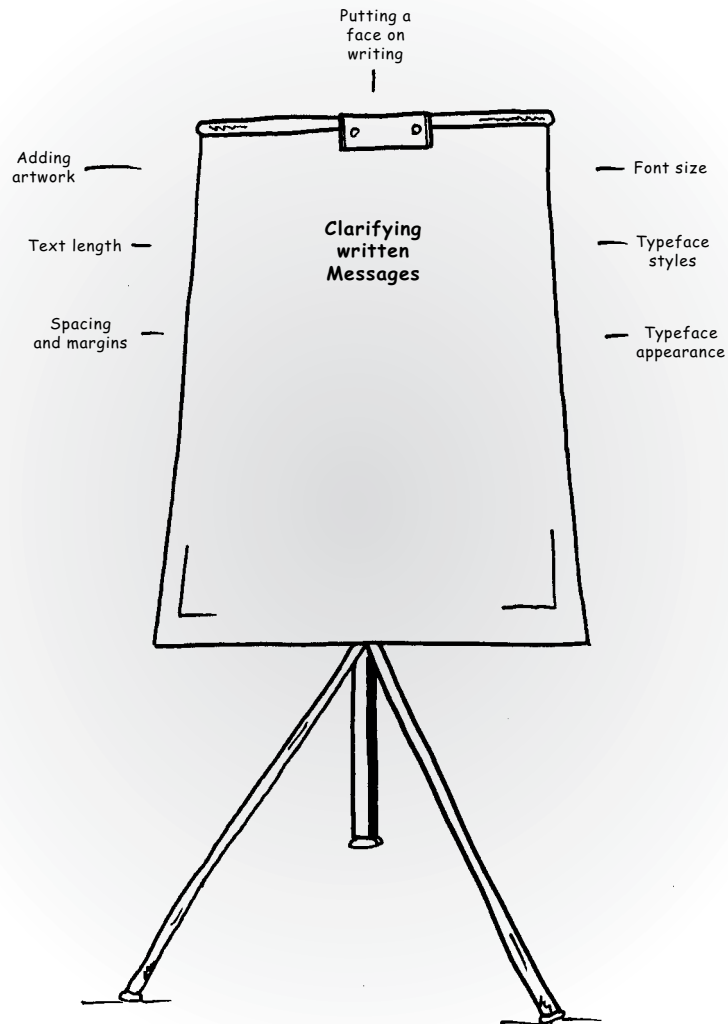 Putting a
face on
writing
Adding
artwork
Font size
Clarifying
written
Messages
Text length
Typeface
styles
Spacing
and margins
Typeface
appearance